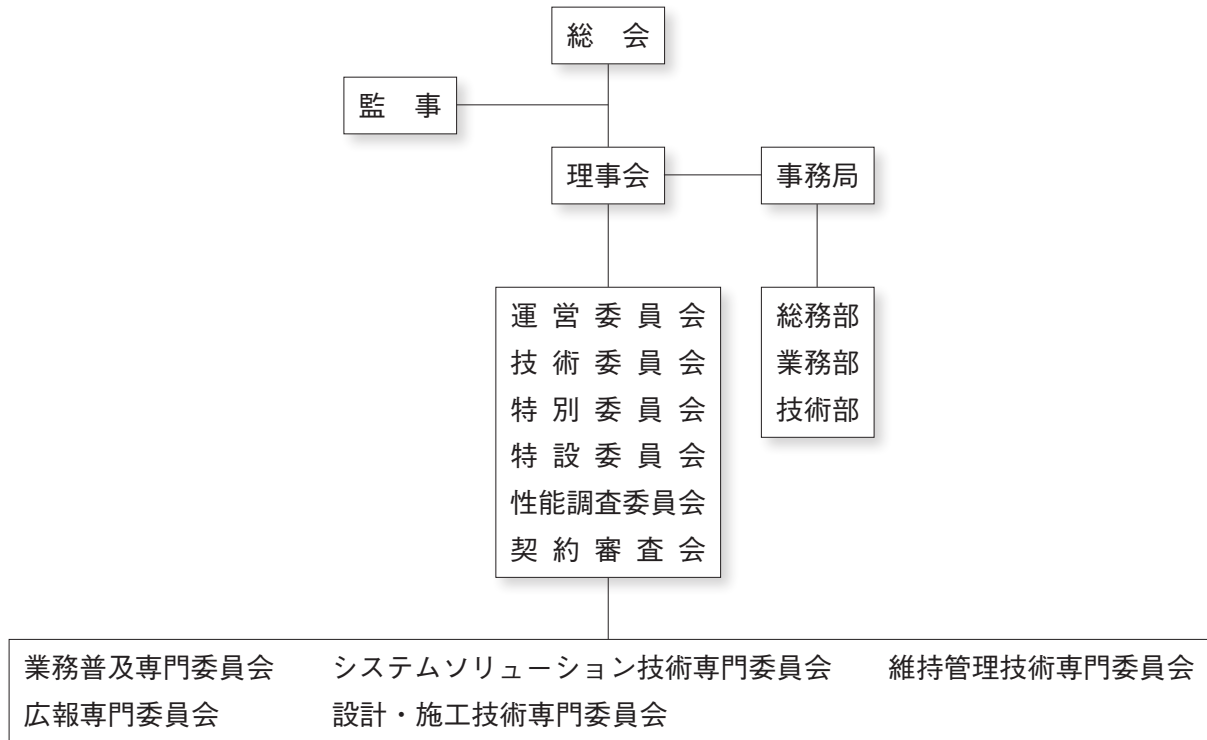 総　会
監　事
理事会
事務局
運営委員会
技術委員会
特別委員会
特設委員会
性能調査委員会
契約審査会
総務部
業務部
技術部
業務普及専門委員会　システムソリューション技術専門委員会　維持管理技術専門委員会
広報専門委員会　設計・施工技術専門委員会